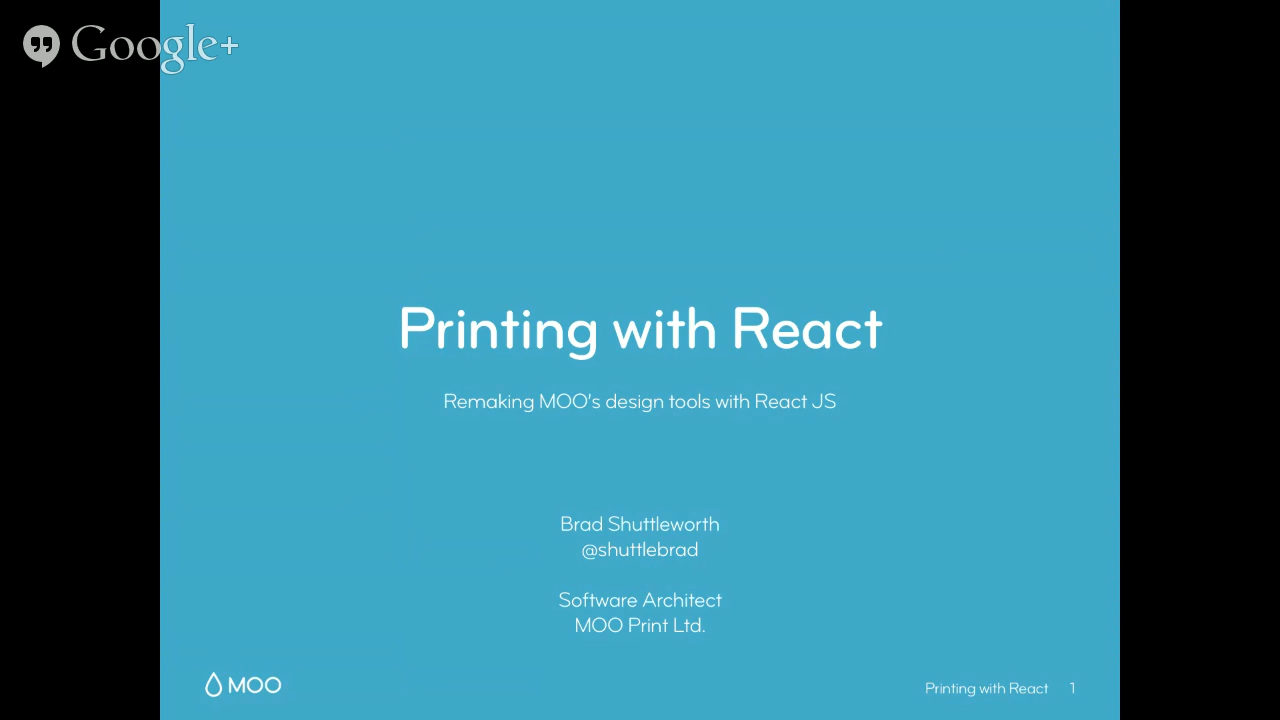 Google+
Printing with React
Remaking MOO's design tools with React JS
Brad Shuttleworth
@shuttlebrad
Software Architect
MOO Print Ltd.
MOO
Printing with React 1